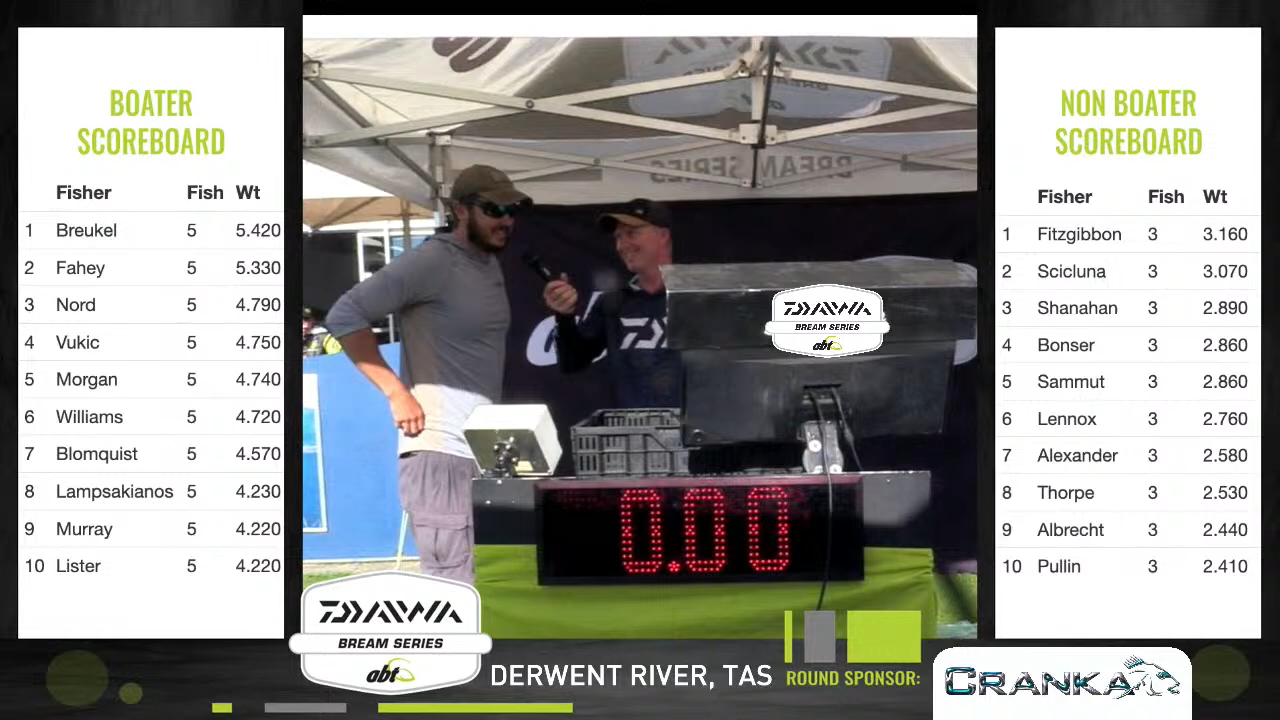 BOATER
SCOREBOARD
Fisher Fish Wt
1 Breukel 5 5.420
2 Fahey 5 5.330
3 Nord 5 4.790
4 Vukic 5 4.750
5 Morgan 5 4.740
6 Williams 5 4.720
7 Blomquist 5 4.570
8 Lampsakianos 5 4.230
9 Murray 5 4.220
10 Lister 5 4.220
BREAM SERIES
DAIWA
BREAM SERIES
abt
0.00
NON BOATER
SCOREBOARD
Fisher Fish Wt
1 Fitzgibbon 3 3.160
2 Scicluna 3 3.070
3 Shanahan 3 2.890
4 Bonser 3 2.860
5 Sammut 3 2.860
6 Lennox 3 2.760
7 Alexander 3 2.580
8 Thorpe 3 2.530
9 Albrecht 3 2.440
10 Pullin 3 2.410
DAIWA
BREAM SERIES
abt
DERWENT RIVER, TAS
ROUND SPONSOR:
CRANKA